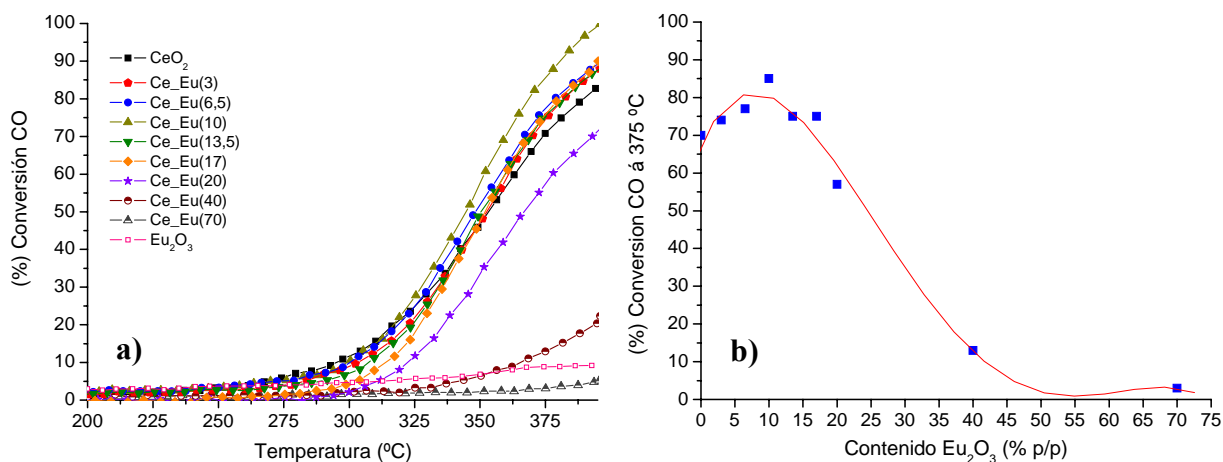 (%) Conversión CO
100
90
80
70
60
50
40
30
20
10
0
CeO2
Ce_Eu(3)
Ce_Eu(6,5)
Ce_Eu(10)
Ce_Eu(13,5)
Ce_Eu(17)
Ce_Eu(20)
Ce_Eu(40)
Ce_Eu(70)
Eu2O3
a)
200 225 250 275 300 325 350 375
Temperatura (ºC)
(%) Conversion CO á 375 ºC
100
90
80
70
60
50
40
30
20
10
0
b)
0 5 10 15 20 25 30 35 40 45 50 55 60 65 70 75
Contenido Eu2O3 (% p/p)